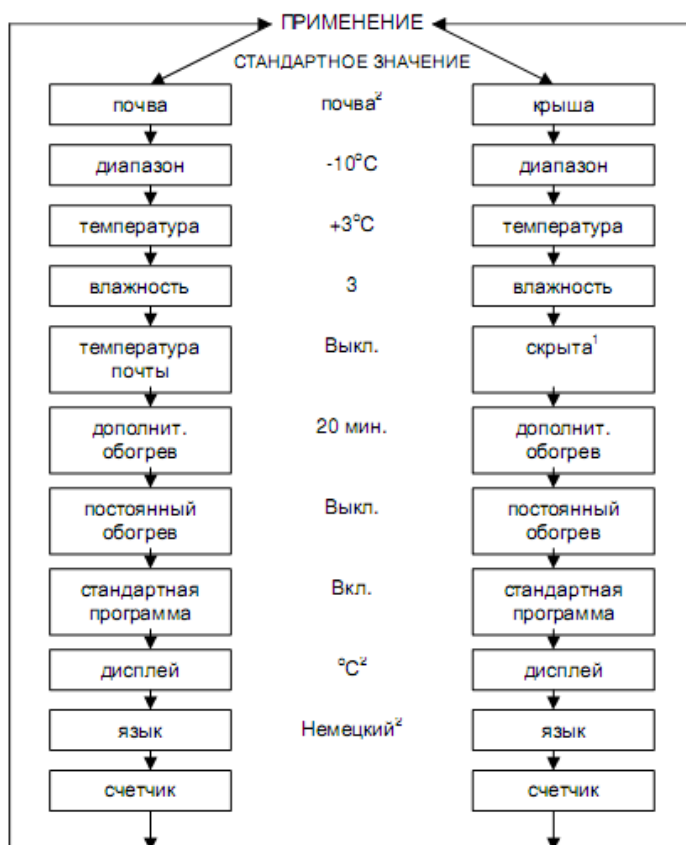 ПРИМЕНЕНИЕ
СТАНДАРТНОЕ ЗНАЧЕНИЕ
почва почва² крыша
диапазон -10°C диапазон
температура +3°C температура
влажность 3 влажность
температура Выкл. скрыта¹
почты
дополнит. 20 мин. дополнит.
обогрев обогрев
постоянный Выкл. постоянный
обогрев обогрев
стандартная Вкл. стандартная
программа программа
дисплей °C² дисплей
язык Немецкий² язык
счетчик счетчик